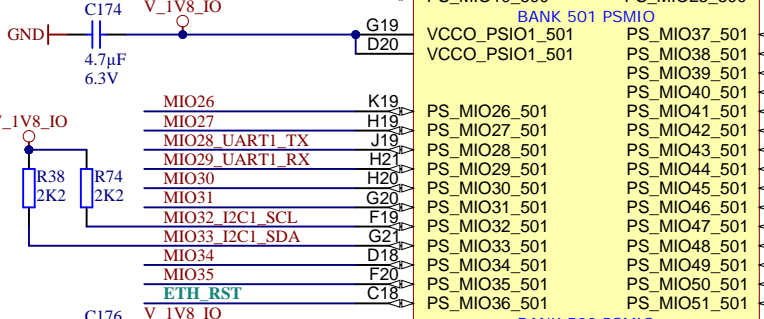 C174 V_1V8_IO
BANK 501 PSMIO
GND G19 VCCO_PSIO1_501 PS_MIO37_501
4.7µF D20 VCCO_PSIO1_501 PS_MIO38_501
6.3V PS_MIO39_501
PS_MIO40_501
MIO26 K19 PS_MIO26_501 PS_MIO41_501
V_1V8_IO MIO27 H19 PS_MIO27_501 PS_MIO42_501
MIO28_UART1_TX J19 PS_MIO28_501 PS_MIO43_501
MIO29_UART1_RX H21 PS_MIO29_501 PS_MIO44_501
R38 R74 MIO30 H20 PS_MIO30_501 PS_MIO45_501
2K2 2K2 MIO31 G20 PS_MIO31_501 PS_MIO46_501
MIO32_I2C1_SCL F19 PS_MIO32_501 PS_MIO47_501
MIO33_I2C1_SDA G21 PS_MIO33_501 PS_MIO48_501
MIO34 D18 PS_MIO34_501 PS_MIO49_501
MIO35 F20 PS_MIO35_501 PS_MIO50_501
ETH_RST C18 PS_MIO36_501 PS_MIO51_501
C176 V_1V8_IO